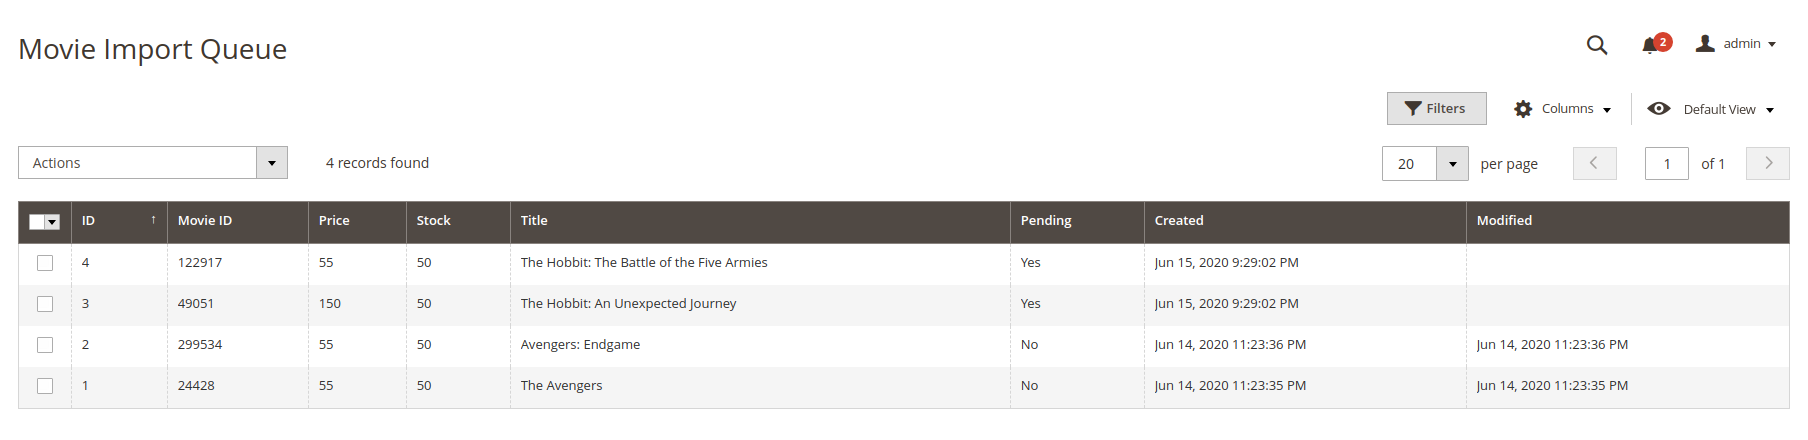 Movie Import Queue
2
admin
Filters
Columns
Default View
Actions
4 records found
20
per page
1
of 1
ID ↑ Movie ID Price Stock Title Pending Created Modified
4 122917 55 50 The Hobbit: The Battle of the Five Armies Yes Jun 15, 2020 9:29:02 PM
3 49051 150 50 The Hobbit: An Unexpected Journey Yes Jun 15, 2020 9:29:02 PM
2 299534 55 50 Avengers: Endgame No Jun 14, 2020 11:23:36 PM Jun 14, 2020 11:23:36 PM
1 24428 55 50 The Avengers No Jun 14, 2020 11:23:35 PM Jun 14, 2020 11:23:35 PM